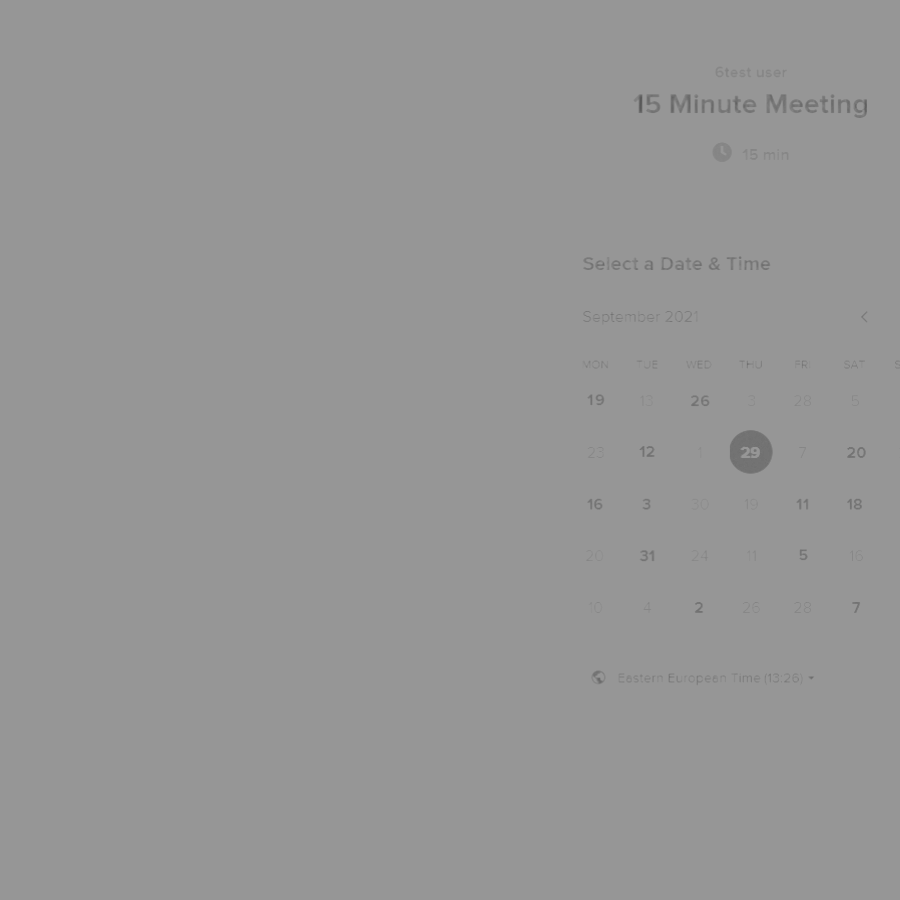 6test user
15 Minute Meeting
15 min
Select a Date & Time
September 2021
MON TUE WED THU FRI SAT
19 13 26 3 28 5
23 12 1 29 7 20
16 3 30 19 11 18
20 31 24 11 5 16
10 4 2 26 28 7
Eastern European Time (13:26)